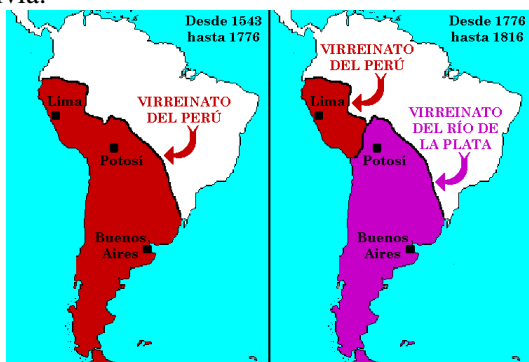 Desde 1543
hasta 1776
VIRREINATO
DEL PERÚ
Lima
Potosí
Buenos
Aires
Desde 1776
hasta 1816
VIRREINATO
DEL PERÚ
Lima
VIRREINATO
DEL RÍO DE
LA PLATA
Potosí
Buenos
Aires